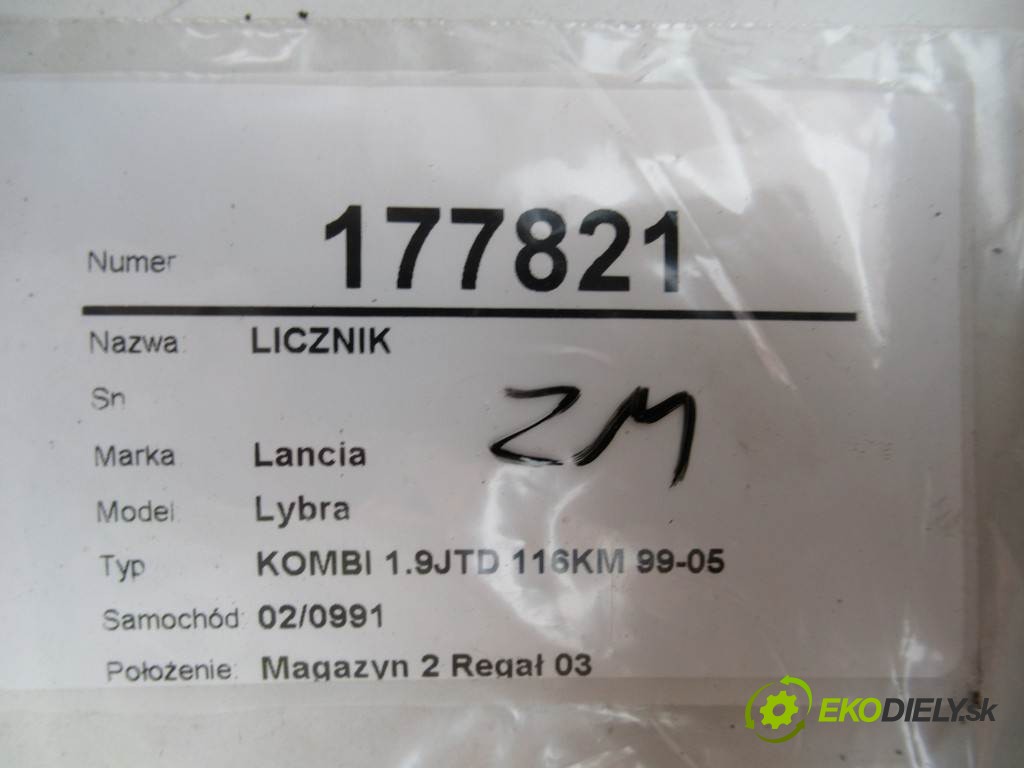 Numer 177821
Nazwa: LICZNIK
Sn
ZM
Marka Lancia
Model Lybra
Typ KOMBI 1.9JTD 116KM 99-05
Samochód: 02/0991
Położenie: Magazyn 2 Regał 03
EKODIELY.sk